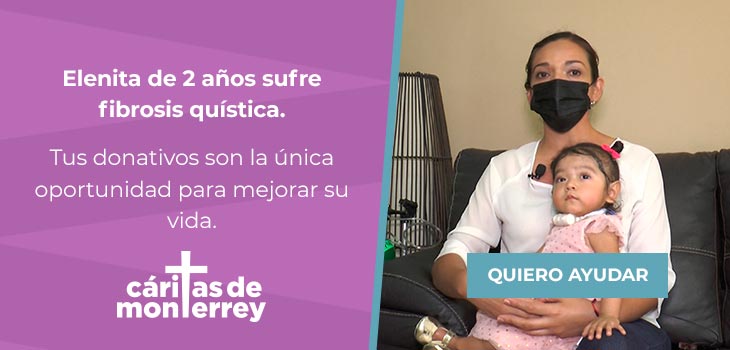 Elenita de 2 años sufre
fibrosis quística.
Tus donativos son la única
oportunidad para mejorar su
vida.
cáritas de
monterrey
QUIERO AYUDAR